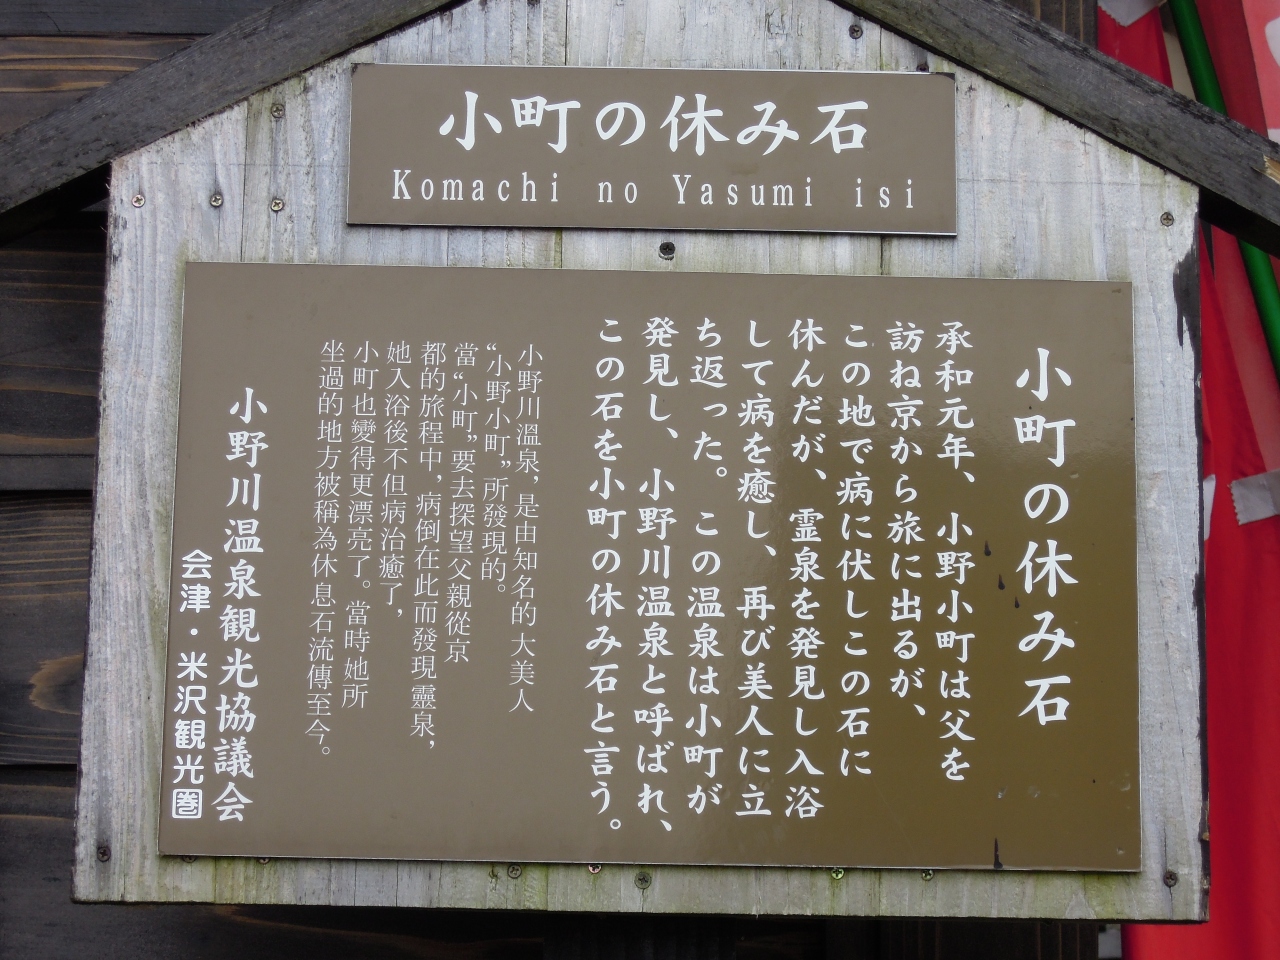 小町の休み石
Komachi no Yasumi isi
小町の休み石
承和元年、小野小町は父を
訪ね京から旅に出るが、
この地で病に伏しこの石に
休んだが、霊泉を発見し入浴
して病を癒し、再び美人に立
ち返った。この温泉は小町が
発見し、小野川温泉と呼ばれ、
この石を小町の休み石と言う。
小野川溫泉，是由知名的大美人
“小野小町”所發現的。
當“小町”要去探望父親從京
都的旅程中，病倒在此而發現靈泉，
她入浴後不但病治癒了，
小町也變得更漂亮了。當時她所
坐過的地方被稱為休息石流傳至今。
小野川温泉観光協議会
会津・米沢観光圏